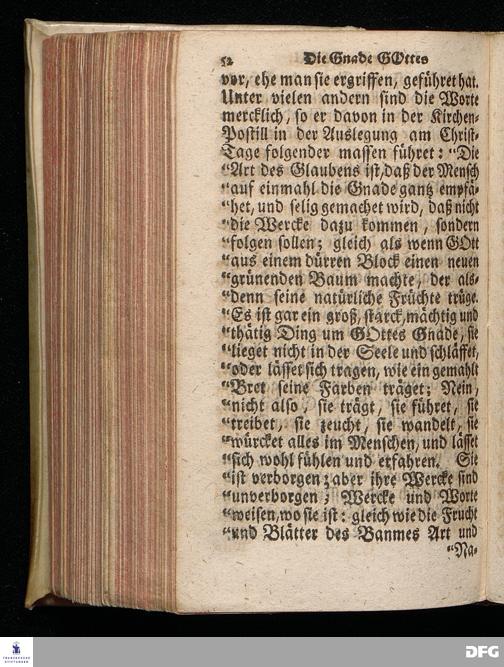 52 Die Gnade GOttes
vor, ehe man sie ergriffen, geführet hat.
Unter vielen andern sind die Worte
mercklich, so er davon in der Kirchen-
Postill in der Auslegung am Christ-
Tage folgender massen führet: “Die
“Art des Glaubens ist, daß der Mensch
“auf einmahl die Gnade gantz empfä-
“het, und selig gemachet wird, daß nicht
“die Wercke dazu kommen, sondern
“folgen sollen; gleich als wenn GOtt
“aus einem dürren Block einen neuen
“grünenden Baum machte, der als-
“denn seine natürliche Früchte trüge.
“Es ist gar ein groß, starck, mächtig und
“thätig Ding um GOttes Gnade, sie
“lieget nicht in der Seele und schläffet,
“oder lässet sich tragen, wie ein gemahlt
“Bret seine Farben träget; Nein,
“nicht also, sie trägt, sie führet, sie
“treibet, sie zeucht, sie wandelt, sie
“würcket alles im Menschen, und lässet
“sich wohl fühlen und erfahren. Sie
“ist verborgen; aber ihre Wercke sind
“unverborgen; Wercke und Worte
“weisen, wo sie ist: gleich wie die Frucht
“und Blätter des Banmes Art und
“Na-
FRANCKESCHE
STIFTUNGEN
DFG